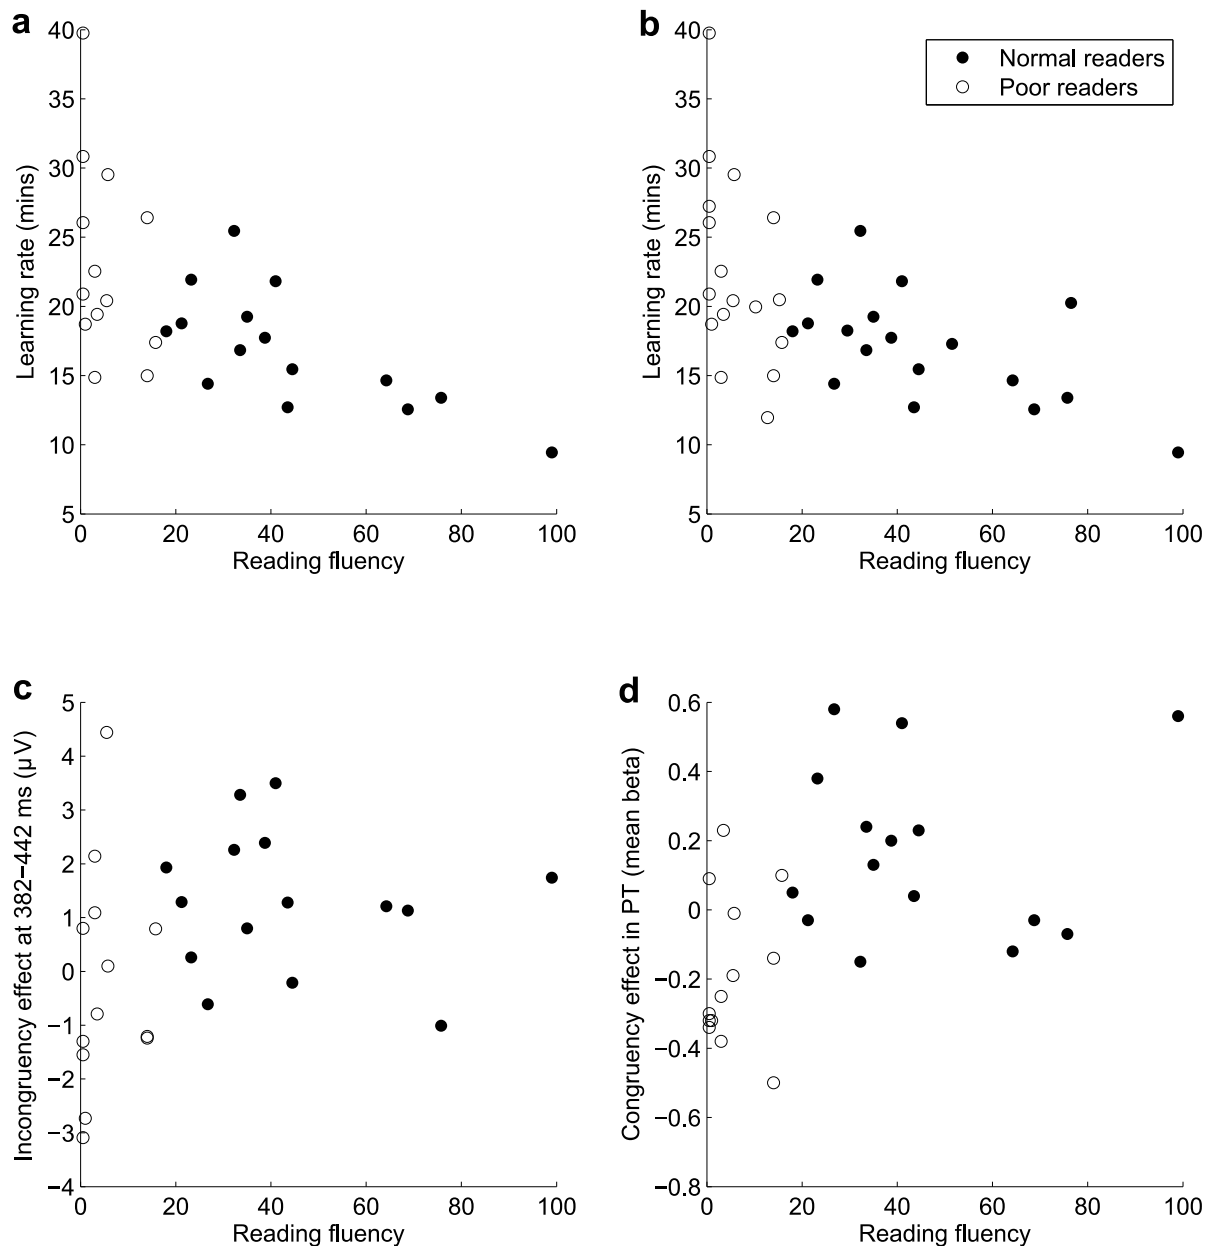 a
40
35
30
25
20
15
10
5
Learning rate (mins)
0 20 40 60 80 100
Reading fluency
b
Normal readers
Poor readers
40
35
30
25
20
15
10
5
Learning rate (mins)
0 20 40 60 80 100
Reading fluency
c
5
4
3
2
1
0
−1
−2
−3
−4
Incongruency effect at 382−442 ms (μ V)
0 20 40 60 80 100
Reading fluency
d
0.6
0.4
0.2
0
−0.2
−0.4
−0.6
−0.8
Congruency effect in PT (mean beta)
0 20 40 60 80 100
Reading fluency